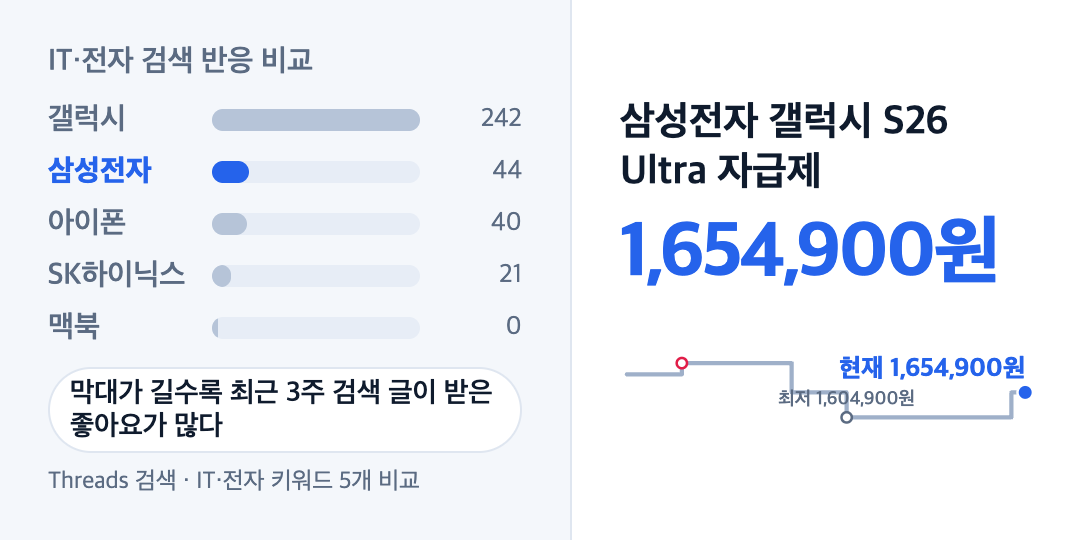 IT·전자 검색 반응 비교
갤럭시 242
삼성전자 44
아이폰 40
SK하이닉스 21
맥북 0
막대가 길수록 최근 3주 검색 글이 받은
좋아요가 많다
Threads 검색 · IT·전자 키워드 5개 비교
삼성전자 갤럭시 S26
Ultra 자급제
1,654,900원
현재 1,654,900원
최저 1,604,900원